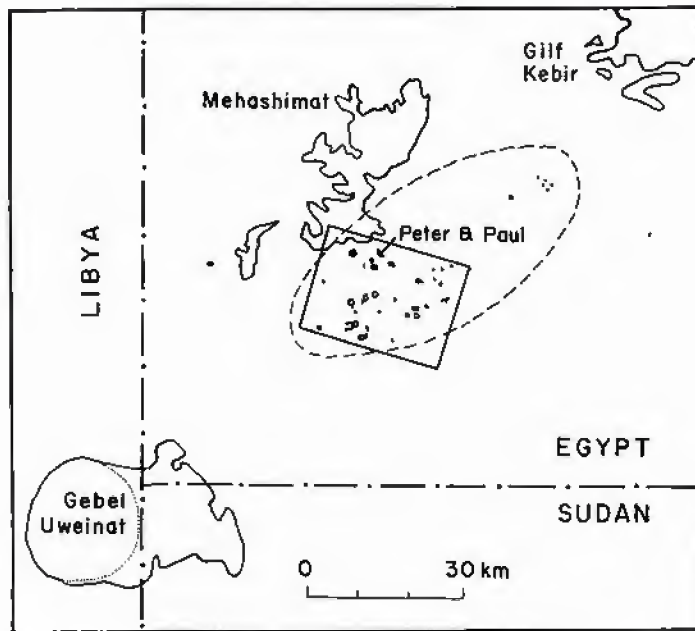 Gilf
Kebir
Mehashimat
Peter & Paul
LIBYA
EGYPT
Gebel
Uweinat
SUDAN
0 30 km